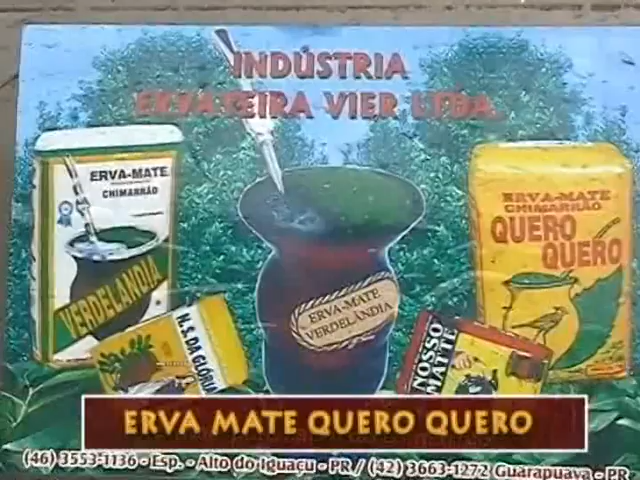 INDÚSTRIA
ERVATEIRA VIER LTDA.
ERVA-MATE
CHIMARRÃO
VERDELANDIA
ERVA-MATE
VERDELÂNDIA
ERVA-MATE
CHIMARRÃO
QUERO
QUERO
N.S. DA GLÓRIA
NOSSO
MATTE
ERVA MATE QUERO QUERO
(46) 3553-1136 - Esp. - Alto do Iguaçu - PR / (42) 3663-1272 Guarapuava - PR